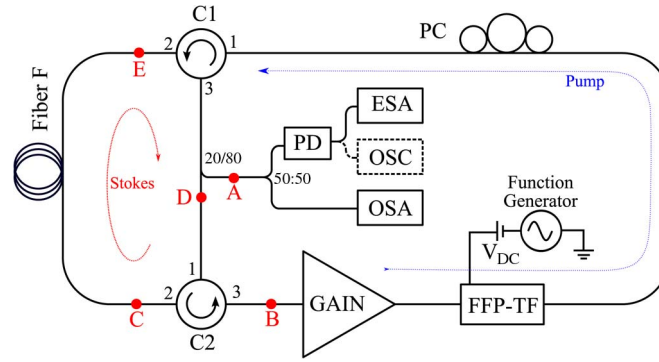 C1
PC
2
1
E
3
Pump
Fiber F
ESA
PD
OSC
20/80
Stokes
A
50:50
OSA
D
Function
Generator
V_DC
1
2
3
C
B
GAIN
FFP-TF
C2